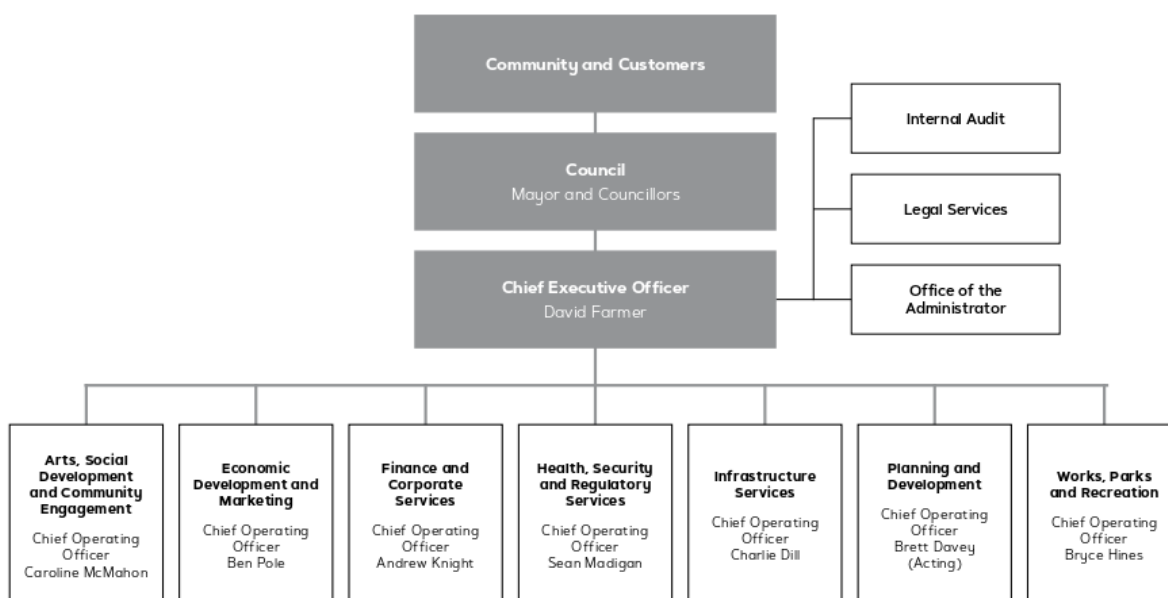 Community and Customers
Council
Mayor and Councillors
Chief Executive Officer
David Farmer
Internal Audit
Legal Services
Office of the
Administrator
Arts, Social
Development
and Community
Engagement
Chief Operating
Officer
Caroline McMahon
Economic
Development and
Marketing
Chief Operating
Officer
Ben Pole
Finance and
Corporate
Services
Chief Operating
Officer
Andrew Knight
Health, Security
and Regulatory
Services
Chief Operating
Officer
Sean Madigan
Infrastructure
Services
Chief Operating
Officer
Charlie Dill
Planning and
Development
Chief Operating
Officer
Brett Davey
(Acting)
Works, Parks
and Recreation
Chief Operating
Officer
Bryce Hines